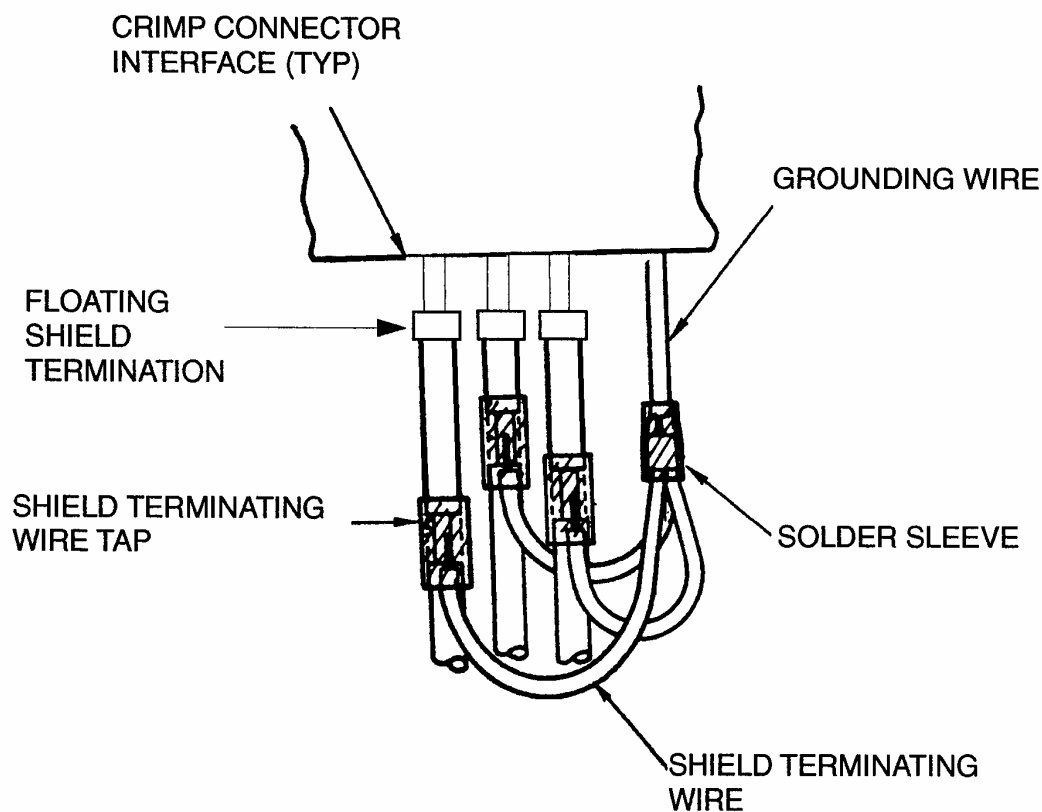 CRIMP CONNECTOR
INTERFACE (TYP)
GROUNDING WIRE
FLOATING
SHIELD
TERMINATION
SHIELD TERMINATING
WIRE TAP
SOLDER SLEEVE
SHIELD TERMINATING
WIRE